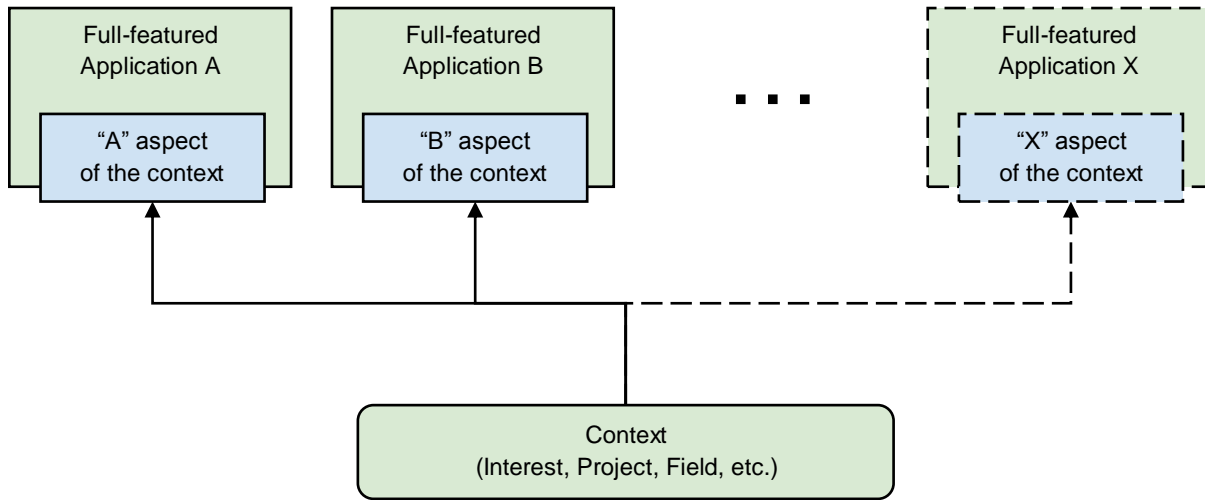 Full-featured
Application A
“A” aspect
of the context
Full-featured
Application B
“B” aspect
of the context
. . .
Full-featured
Application X
“X” aspect
of the context
Context
(Interest, Project, Field, etc.)